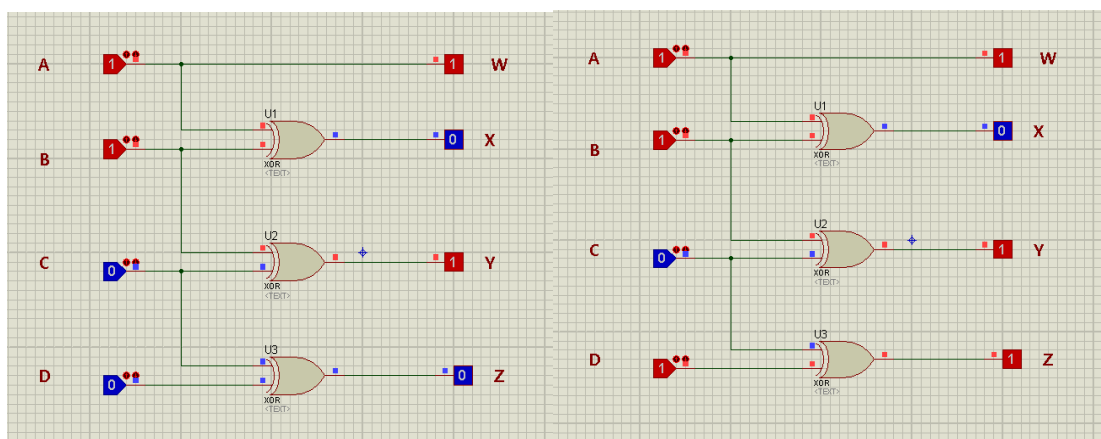 A
1
1
W
U1
B
1
0
X
XOR
<TEXT>
U2
C
0
1
Y
XOR
<TEXT>
U3
D
0
0
Z
XOR
<TEXT>
A
1
1
W
U1
B
1
0
X
XOR
<TEXT>
U2
C
0
1
Y
XOR
<TEXT>
U3
D
1
1
Z
XOR
<TEXT>